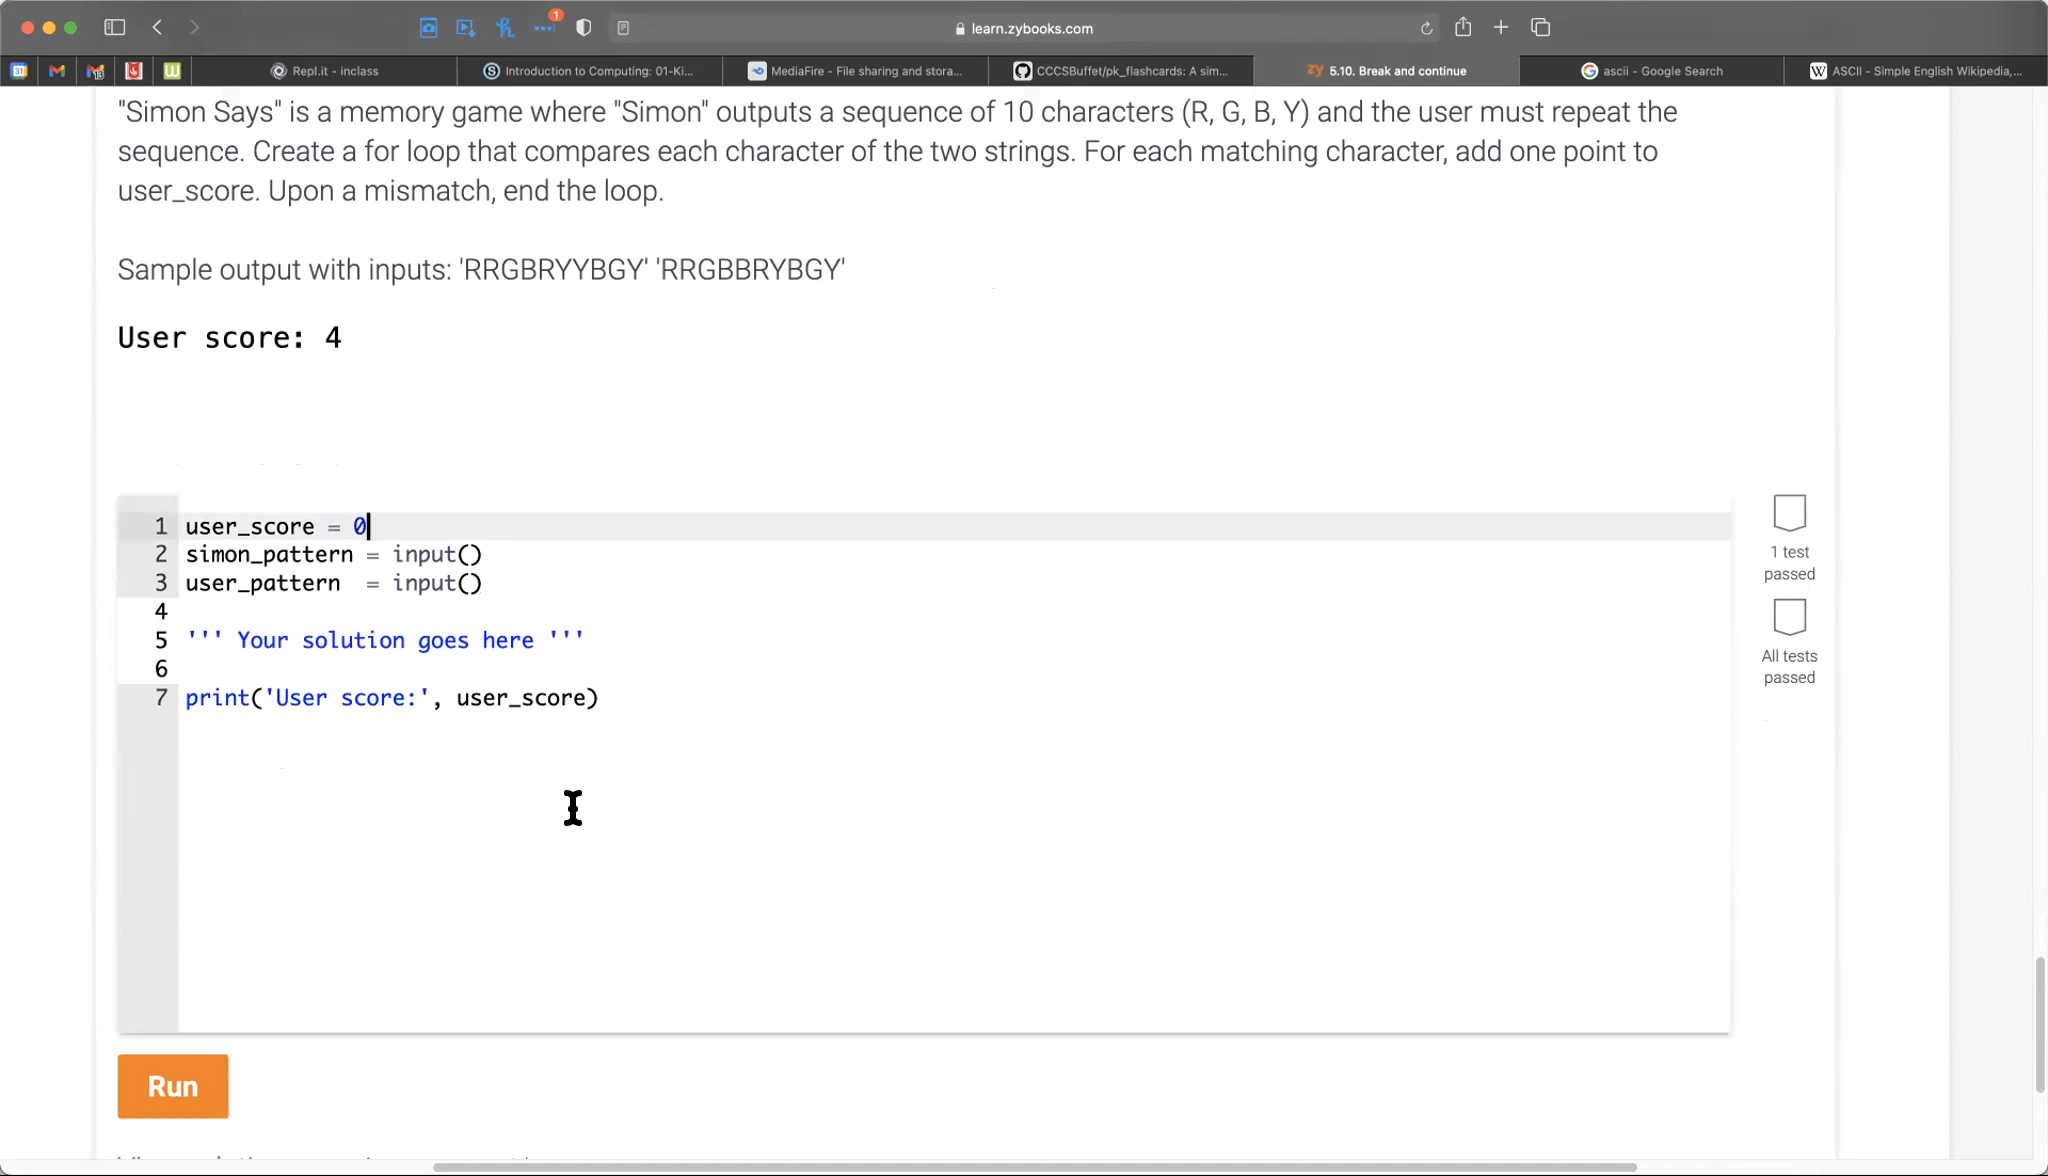 1
learn.zybooks.com
31
Repl.it - inclass
Introduction to Computing: 01-Ki...
MediaFire - File sharing and stora...
CCCSBuffet/pk_flashcards: A sim...
zy 5.10. Break and continue
ascii - Google Search
ASCII - Simple English Wikipedia,...
"Simon Says" is a memory game where "Simon" outputs a sequence of 10 characters (R, G, B, Y) and the user must repeat the
sequence. Create a for loop that compares each character of the two strings. For each matching character, add one point to
user_score. Upon a mismatch, end the loop.
Sample output with inputs: 'RRGBRYYBGY' 'RRGBBRYBGY'
User score: 4
1 user_score = 0
2 simon_pattern = input()
3 user_pattern  = input()
4
5 ''' Your solution goes here '''
6
7 print('User score:', user_score)
1 test
passed
All tests
passed
Run